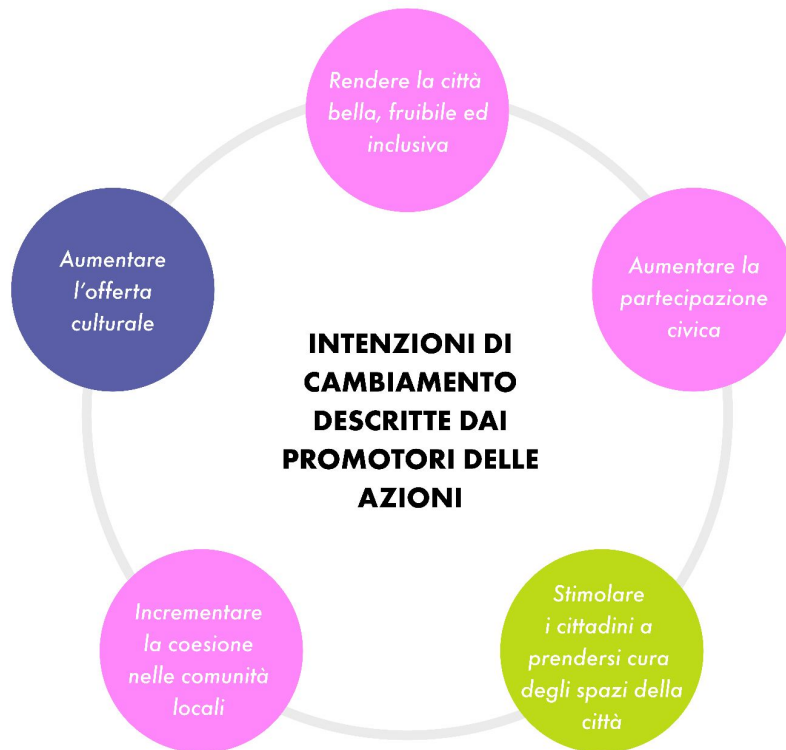 Rendere la città
bella, fruibile ed
inclusiva
Aumentare
l'offerta
culturale
Aumentare la
partecipazione
civica
INTENZIONI DI
CAMBIAMENTO
DESCRITTE DAI
PROMOTORI DELLE
AZIONI
Incrementare
la coesione
nelle comunità
locali
Stimolare
i cittadini a
prendersi cura
degli spazi della
città